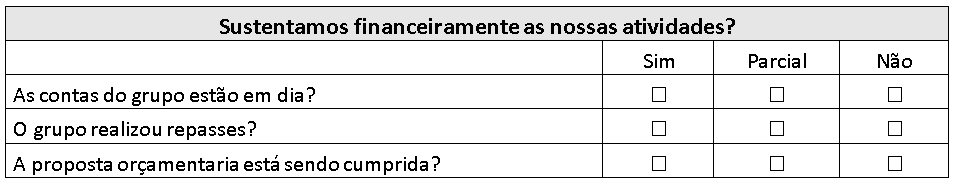 Sustentamos financeiramente as nossas atividades?
Sim Parcial Não
As contas do grupo estão em dia? ☐ ☐ ☐
O grupo realizou repasses? ☐ ☐ ☐
A proposta orçamentaria está sendo cumprida? ☐ ☐ ☐